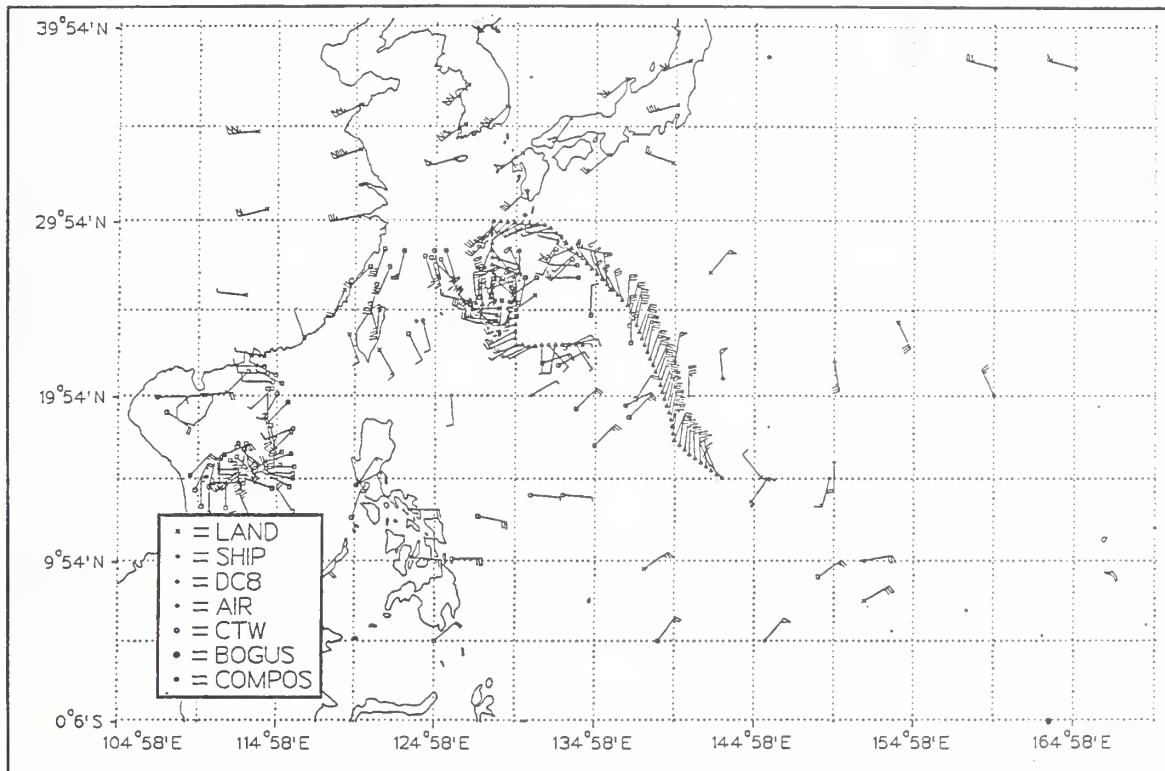 39°54'N
29°54'N
19°54'N
9°54'N
0°6'S
× = LAND
= SHIP
= DC8
= AIR
= CTW
= BOGUS
= COMPOS
104°58'E 114°58'E 124°58'E 134°58'E 144°58'E 154°58'E 164°58'E